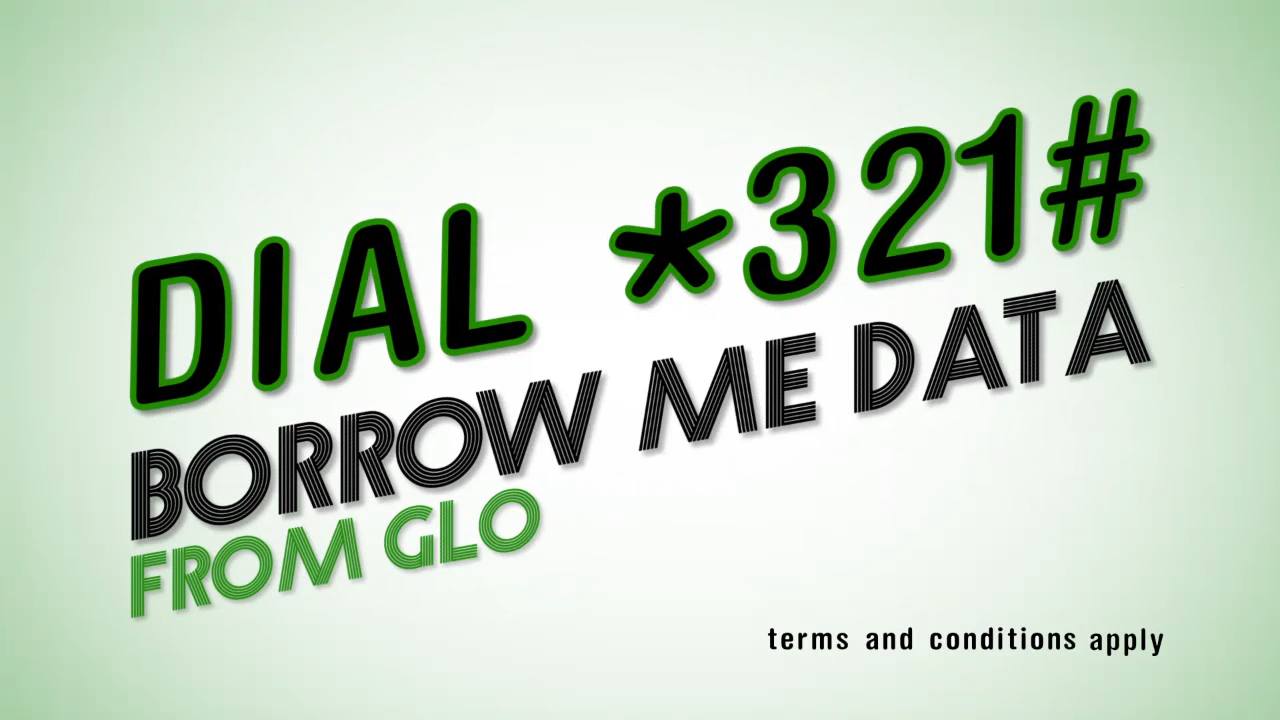 DIAL *321#
BORROW ME DATA
FROM GLO
terms and conditions apply